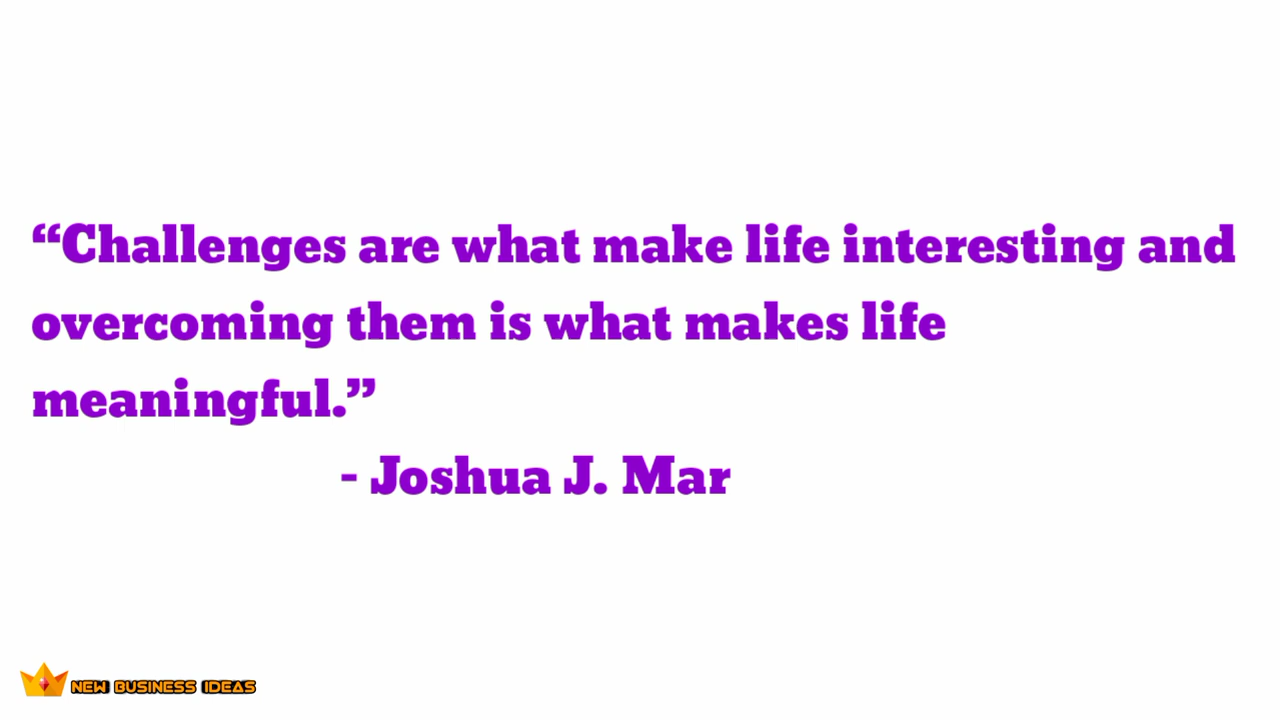 “Challenges are what make life interesting and
overcoming them is what makes life
meaningful.”
- Joshua J. Mar
NEW BUSINESS IDEAS